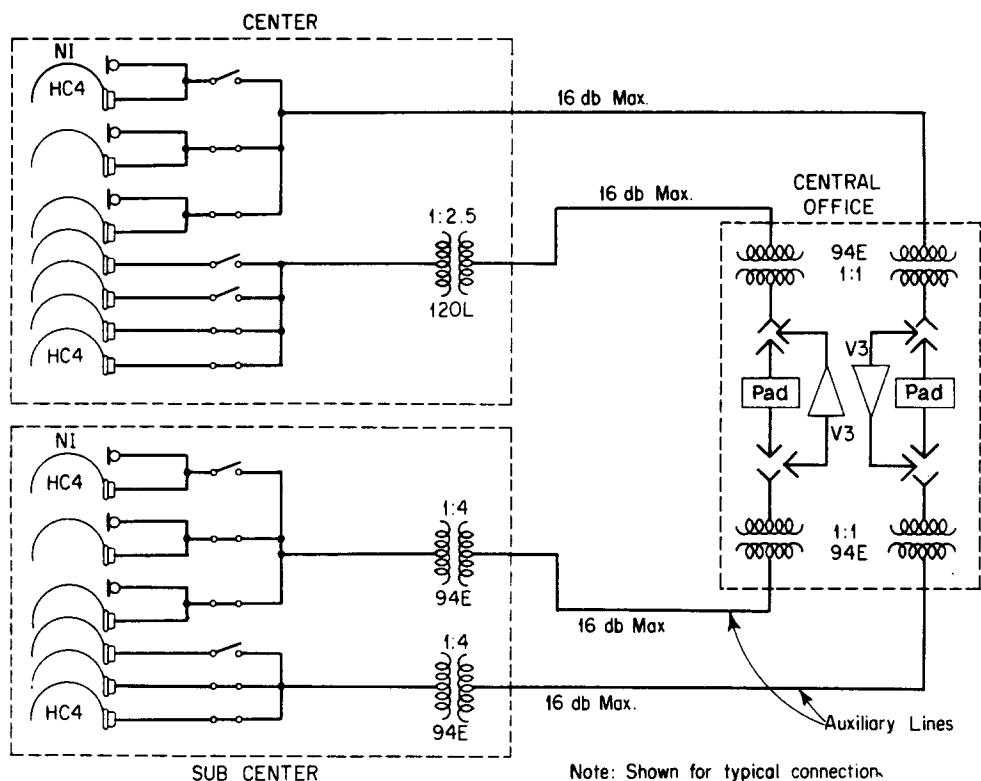 CENTER
NI
HC4
16 db Max.
16 db Max.
CENTRAL
OFFICE
1:2.5
120L
94E
1:1
HC4
V3
Pad
Pad
V3
NI
HC4
1:4
94E
1:1
94E
16 db Max
1:4
HC4
94E
16 db Max.
Auxiliary Lines
SUB CENTER
Note: Shown for typical connection.